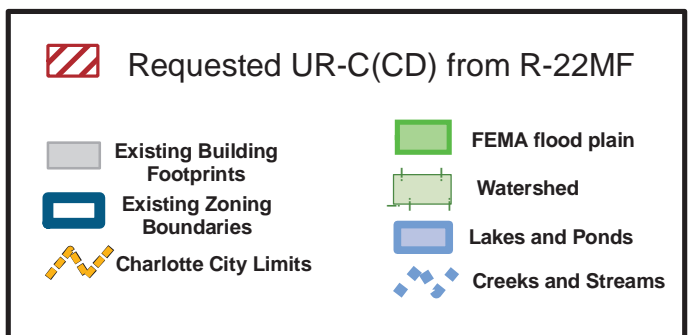 Requested UR-C(CD) from R-22MF
Existing Building
Footprints
Existing Zoning
Boundaries
Charlotte City Limits
FEMA flood plain
Watershed
Lakes and Ponds
Creeks and Streams